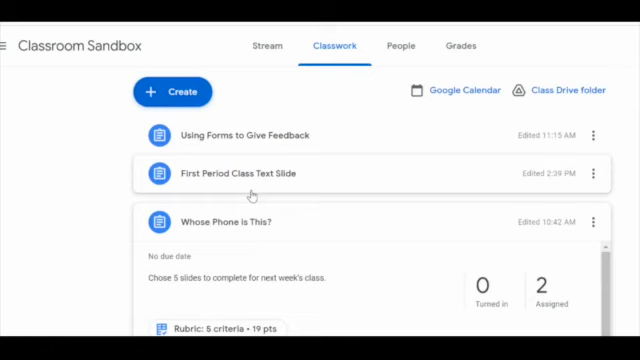 Classroom Sandbox
Stream
Classwork
People
Grades
Create
Google Calendar
Class Drive folder
Using Forms to Give Feedback
Edited 11:15 AM
First Period Class Text Slide
Edited 2:39 PM
Whose Phone is This?
Edited 10:42 AM
No due date
Chose 5 slides to complete for next week's class.
0
Turned in
2
Assigned
Rubric: 5 criteria • 19 pts